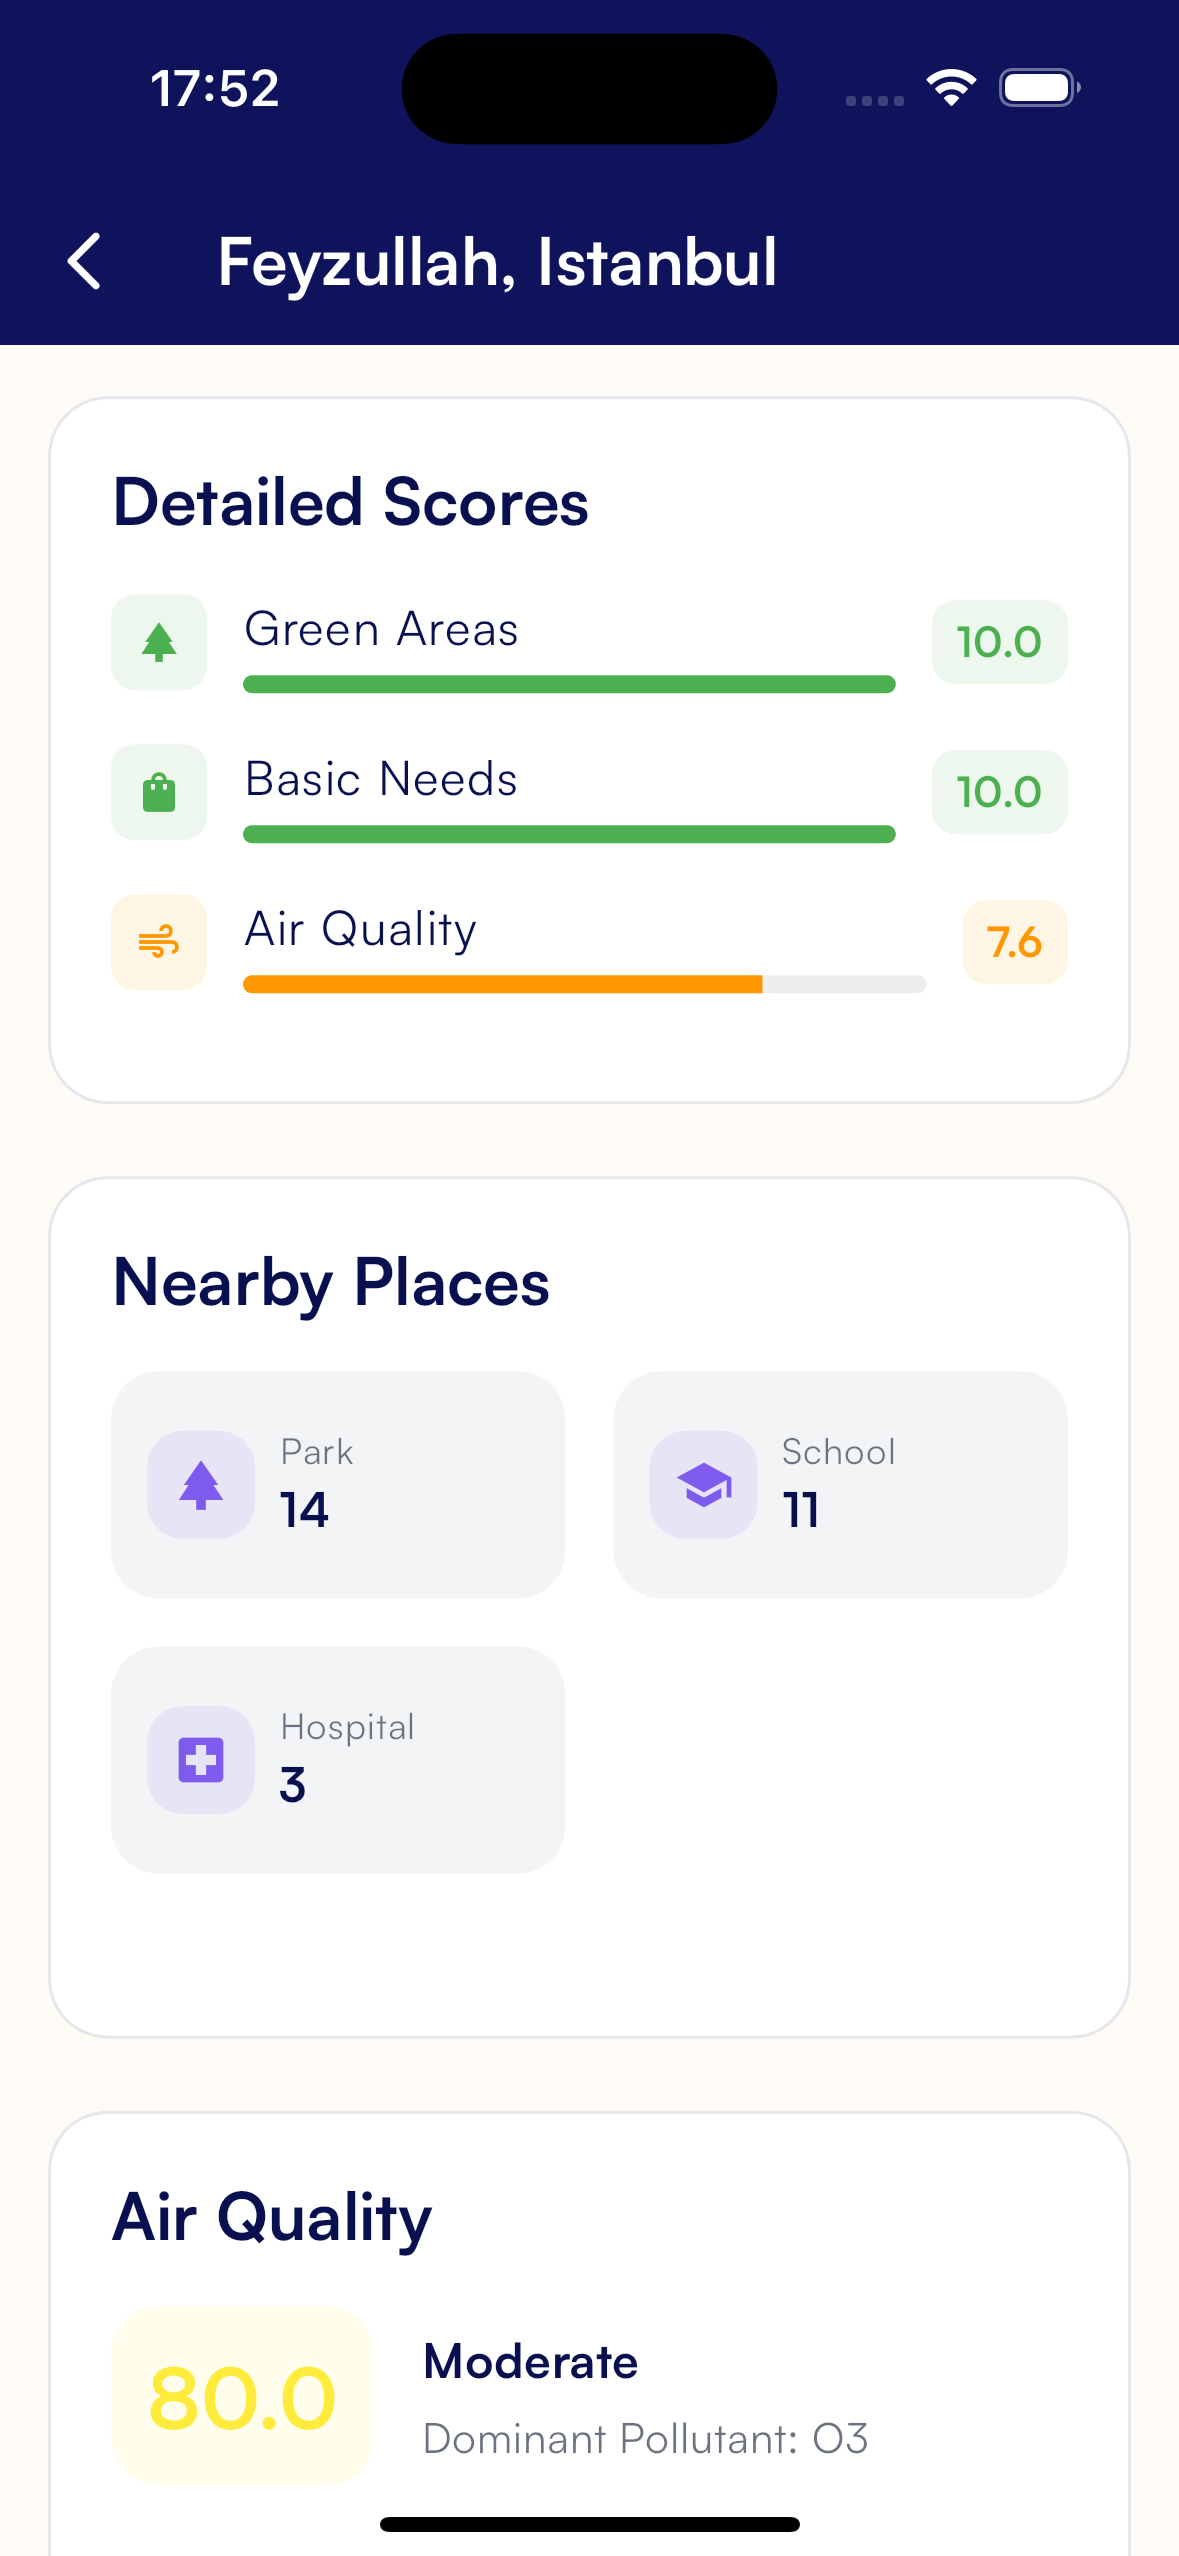 17:52
Feyzullah, Istanbul
Detailed Scores
Green Areas
10.0
Basic Needs
10.0
Air Quality
7.6
Nearby Places
Park
14
School
11
Hospital
3
Air Quality
80.0
Moderate
Dominant Pollutant: O3